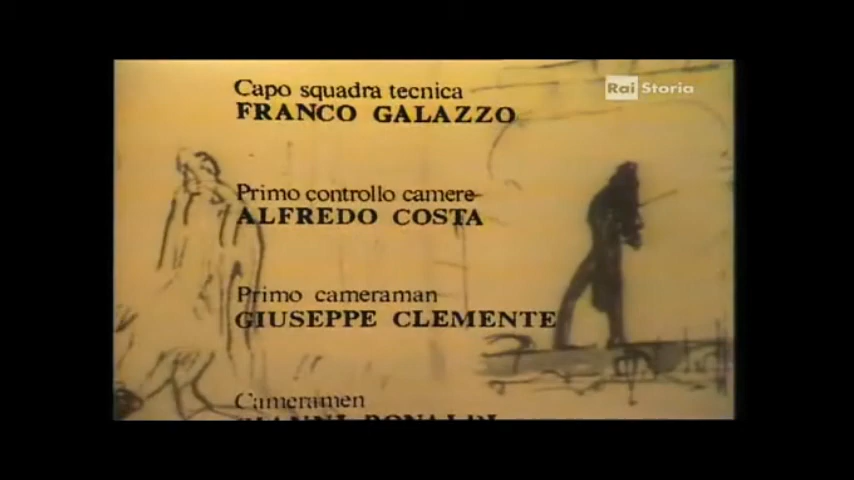 Rai Storia
Capo squadra tecnica
FRANCO GALAZZO
Primo controllo camere
ALFREDO COSTA
Primo cameraman
GIUSEPPE CLEMENTE
Cameramen